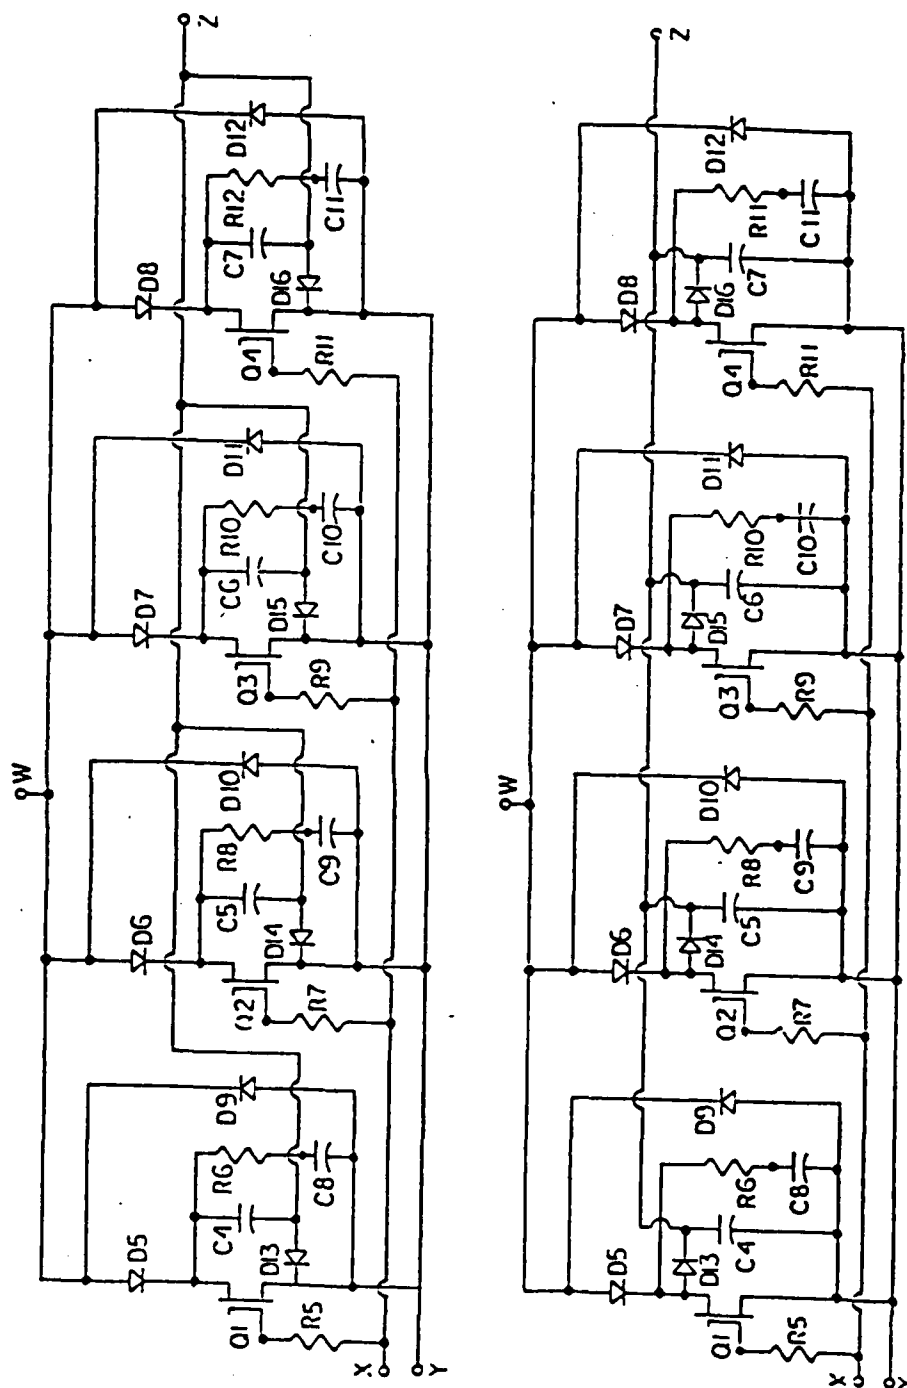 W
D5
D6
D7
D8
Z
Q1
R5
C4
D13
R6
C8
D9
Q2
R7
C5
D14
R8
C9
D10
Q3
R9
C6
D15
R10
C10
D11
Q4
R11
C7
D16
R12
C11
D12
X
Y
W
D5
D6
D7
D8
Z
Q1
R5
D13
C4
R6
C8
D9
Q2
R7
D14
C5
R8
C9
D10
Q3
R9
D15
C6
R10
C10
D11
Q4
R11
D16
C7
R11
C11
D12
X
Y